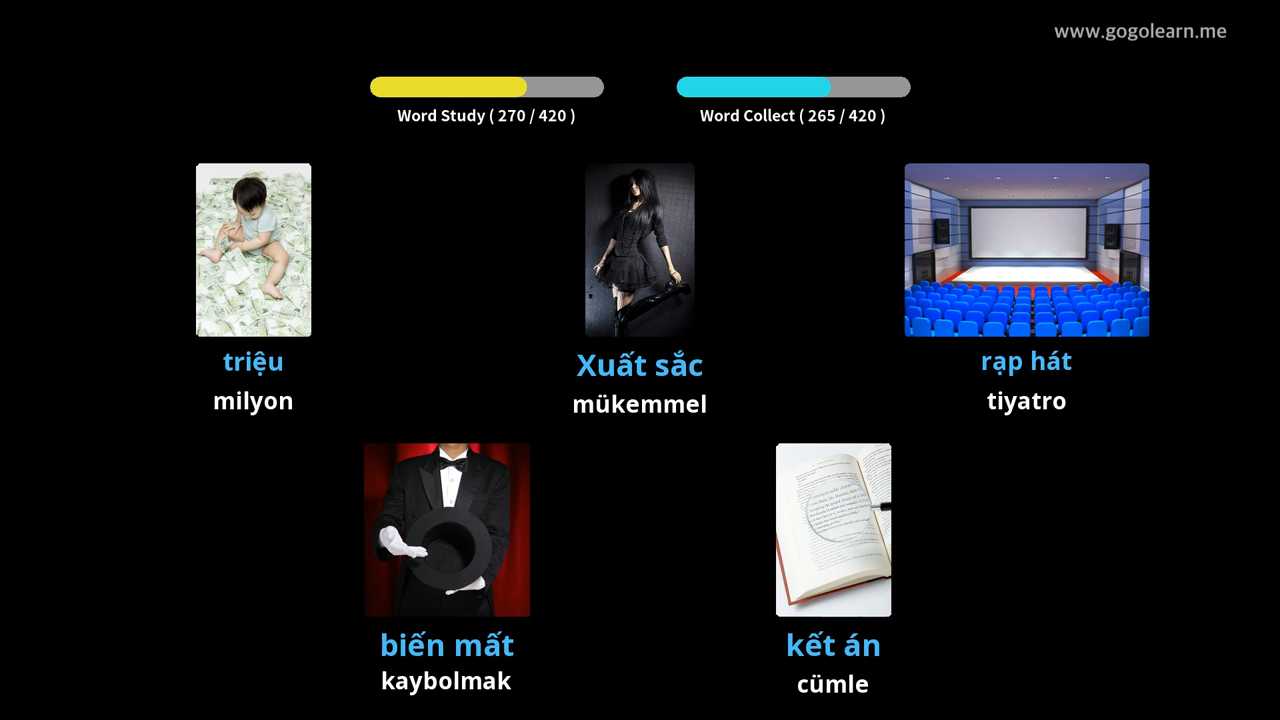 www.gogolearn.me
Word Study ( 270 / 420 )
Word Collect ( 265 / 420 )
triệu
milyon
Xuất sắc
mükemmel
rạp hát
tiyatro
biến mất
kaybolmak
kết án
cümle